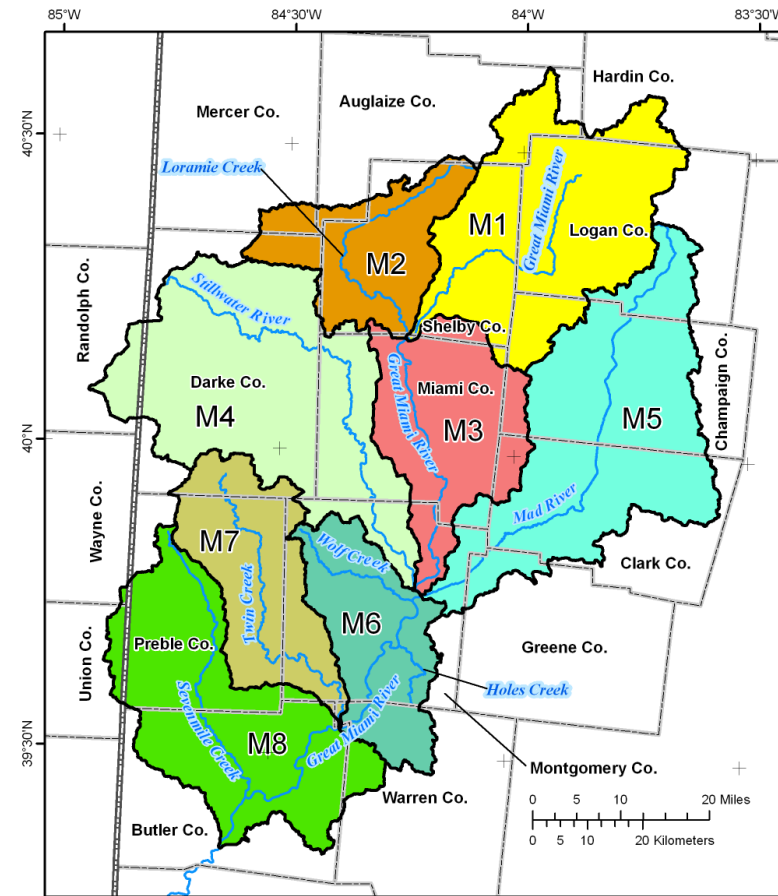 85°W
84°30'W
84°W
83°30'W
Hardin Co.
Auglaize Co.
Mercer Co.
40°30'N
Loramie Creek
Great Miami River
M1
Logan Co.
M2
Randolph Co.
Stillwater River
Shelby Co.
Darke Co.
Great Miami River
Miami Co.
Champaign Co.
M4
M3
M5
40°N
Mad River
Wayne Co.
M7
Wolf Creek
Clark Co.
Twin Creek
M6
Union Co.
Preble Co.
Greene Co.
Sevenmile Creek
Great Miami River
Holes Creek
39°30'N
M8
Montgomery Co.
Warren Co.
0 5 10 20 Miles
Butler Co.
0 5 10 20 Kilometers